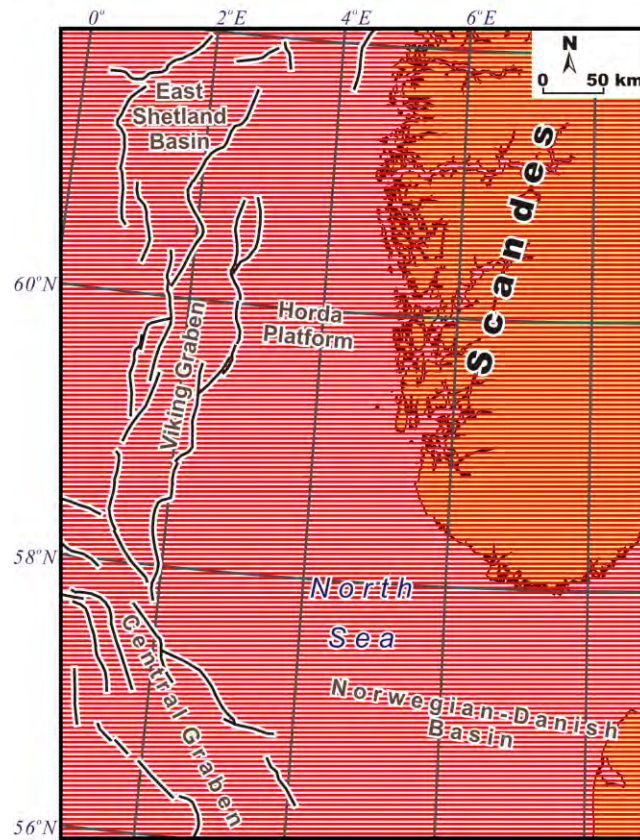 0° 2°E 4°E 6°E
N
0 50 km
East
Shetland
Basin
Scandes
60°N
Horda
Platform
Viking Graben
58°N
North
Sea
Central Graben
Norwegian-Danish
Basin
56°N